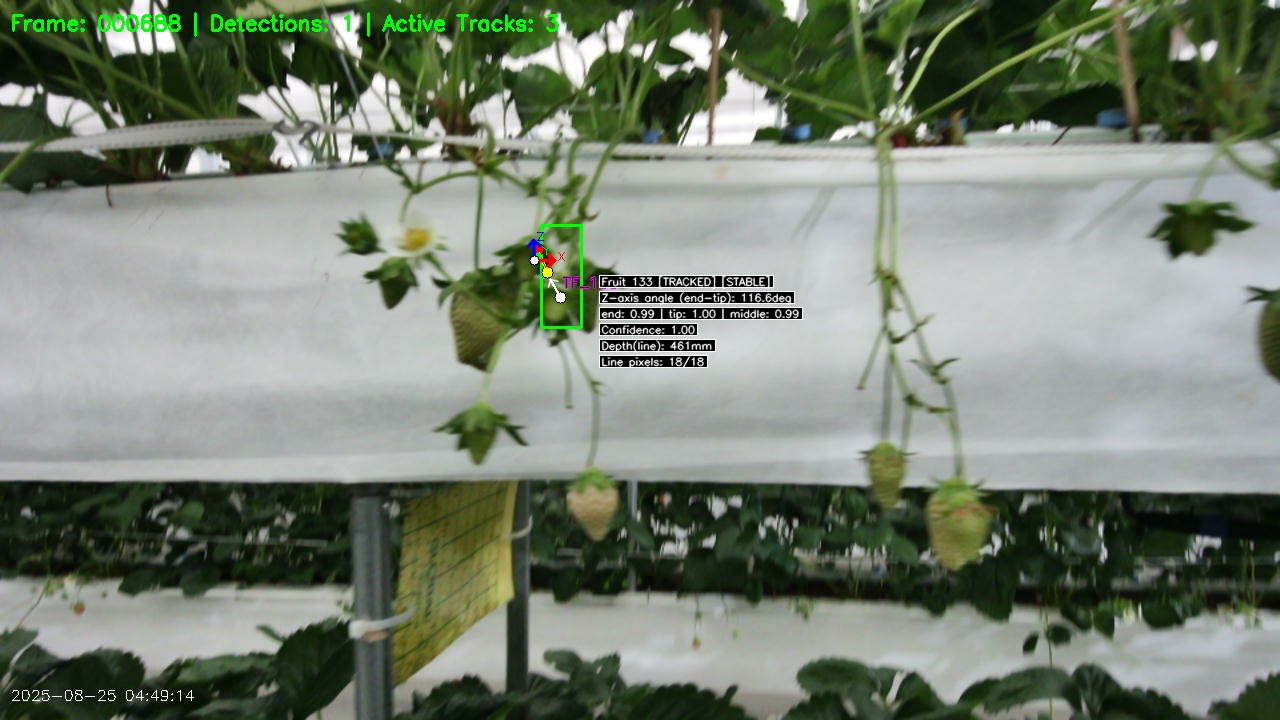 Frame: 000688 | Detections: 1 | Active Tracks: 3
Z
X
Fruit 133 [TRACKED] [STABLE]
Z-axis angle (end-tip): 116.6deg
end: 0.99 | tip: 1.00 | middle: 0.99
Confidence: 1.00
Depth(line): 461mm
Line pixels: 18/18
2025-08-25 04:49:14